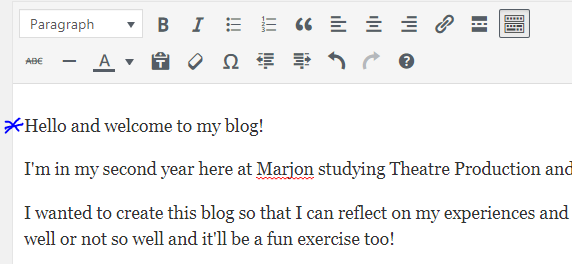 Paragraph B I
ABC A Ω ?
Hello and welcome to my blog!
I'm in my second year here at Marjon studying Theatre Production and
I wanted to create this blog so that I can reflect on my experiences and
well or not so well and it'll be a fun exercise too!